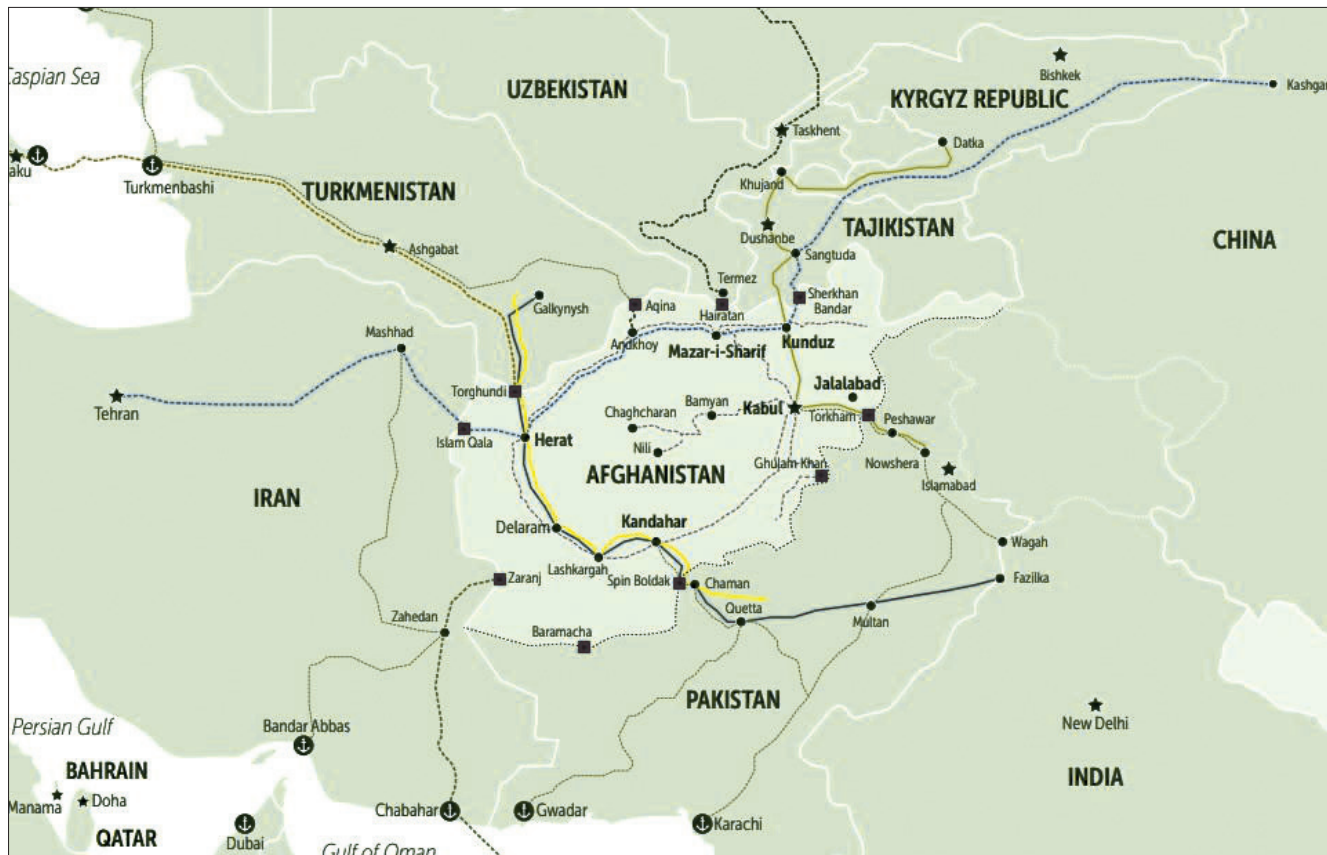 Bishkek
Caspian Sea
UZBEKISTAN
KYRGYZ REPUBLIC
Kashgar
Taskhent
Datka
aku
Turkmenbashi
Khujand
TURKMENISTAN
Dushanbe
TAJIKISTAN
CHINA
Ashgabat
Sangtuda
Termez
Galkynysh
Aqina
Hairatan
Sherkhan
Bandar
Mashhad
Andkhoy
Mazar-i-Sharif
Kunduz
Tehran
Torghundi
Jalalabad
Bamyan
Kabul
Chaghcharan
Torkham
Peshawar
Islam Qala
Herat
Nili
Ghulam Khan
Nowshera
AFGHANISTAN
Islamabad
IRAN
Delaram
Kandahar
Wagah
Lashkargah
Zaranj
Spin Boldak
Chaman
Fazilka
Zahedan
Quetta
Multan
Baramacha
PAKISTAN
Persian Gulf
Bandar Abbas
New Delhi
BAHRAIN
INDIA
Manama
Doha
Chabahar
Gwadar
Karachi
QATAR
Dubai
Gulf of Oman